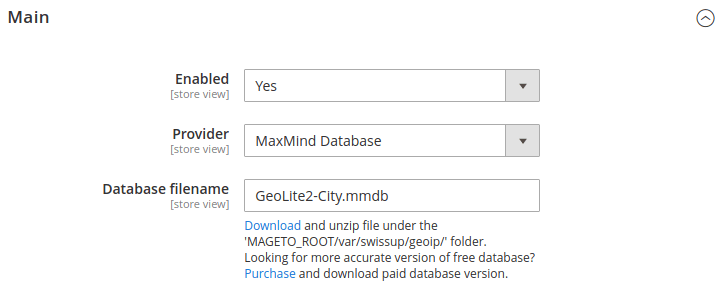 Main
Enabled
[store view]
Yes
Provider
[store view]
MaxMind Database
Database filename
[store view]
GeoLite2-City.mmdb
Download and unzip file under the
'MAGETO_ROOT/var/swissup/geoip/' folder.
Looking for more accurate version of free database?
Purchase and download paid database version.